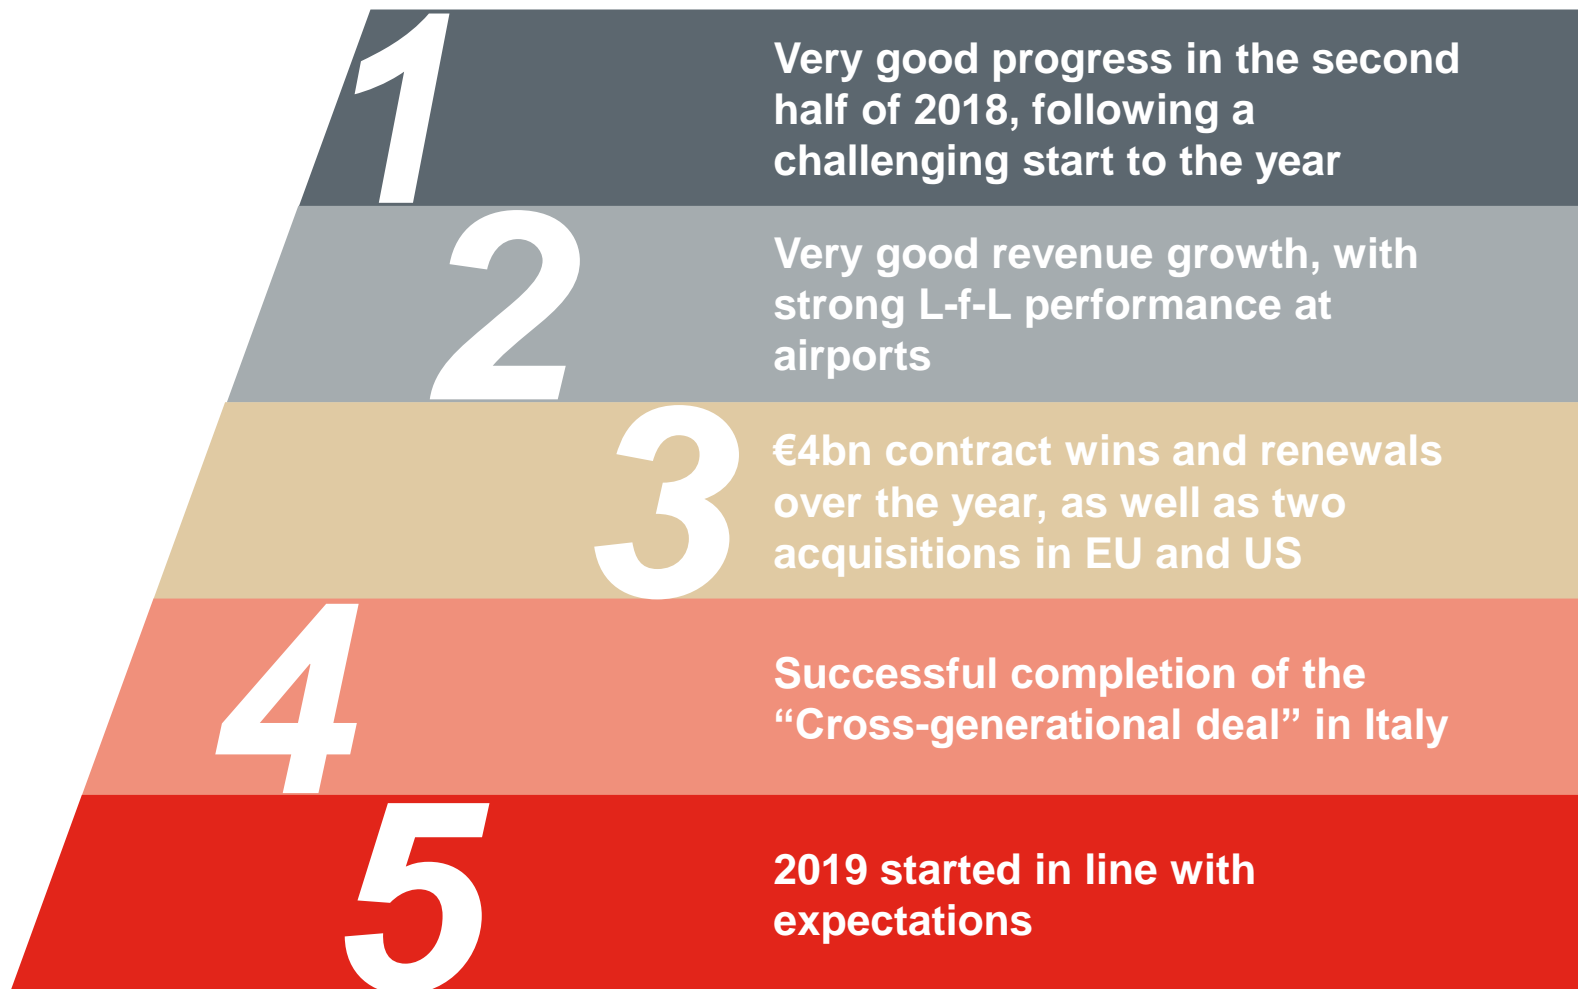 1
Very good progress in the second
half of 2018, following a
challenging start to the year
2
Very good revenue growth, with
strong L-f-L performance at
airports
3
€4bn contract wins and renewals
over the year, as well as two
acquisitions in EU and US
4
Successful completion of the
“Cross-generational deal” in Italy
5
2019 started in line with
expectations